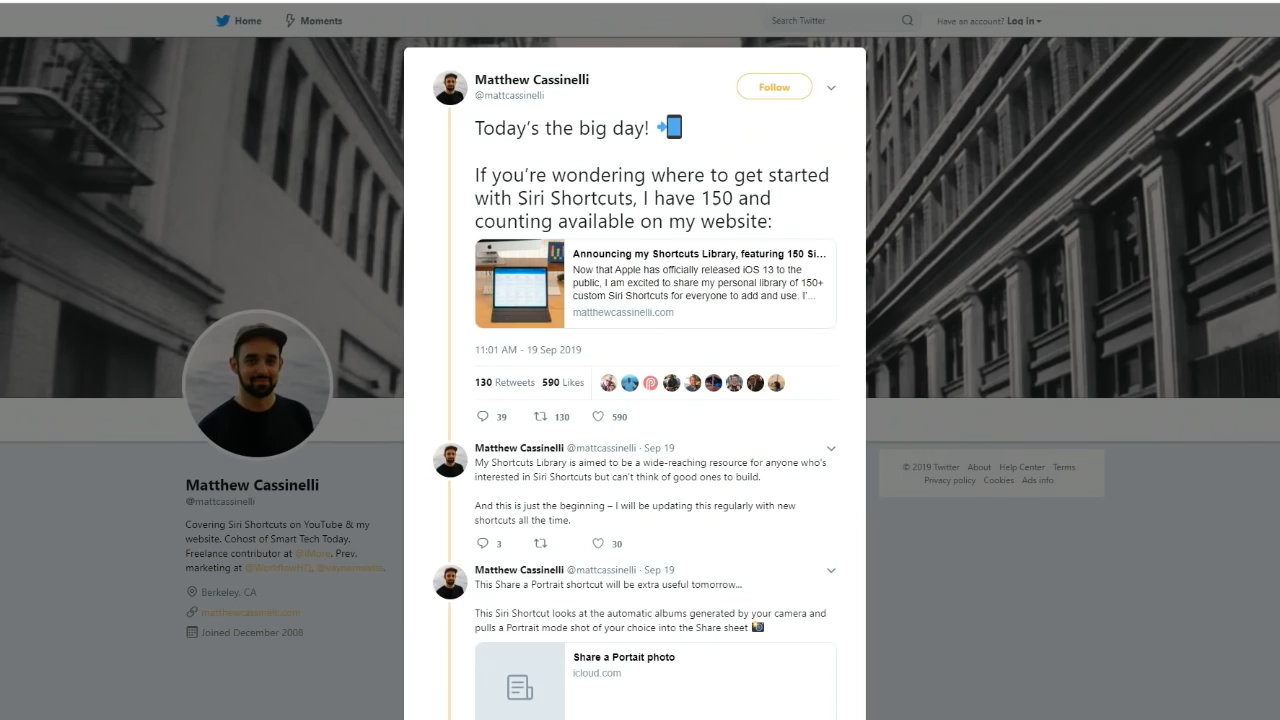 Home Moments Search Twitter Have an account? Log in
Matthew Cassinelli
@mattcassinelli
Follow
Today's the big day!
If you're wondering where to get started
with Siri Shortcuts, I have 150 and
counting available on my website:
Announcing my Shortcuts Library, featuring 150 Si...
Now that Apple has officially released iOS 13 to the
public, I am excited to share my personal library of 150+
custom Siri Shortcuts for everyone to add and use. I'...
matthewcassinelli.com
11:01 AM - 19 Sep 2019
130 Retweets 590 Likes
39 130 590
Matthew Cassinelli @mattcassinelli · Sep 19
My Shortcuts Library is aimed to be a wide-reaching resource for anyone who's
interested in Siri Shortcuts but can't think of good ones to build.
And this is just the beginning – I will be updating this regularly with new
shortcuts all the time.
3 30
Matthew Cassinelli @mattcassinelli · Sep 19
This Share a Portrait shortcut will be extra useful tomorrow...
This Siri Shortcut looks at the automatic albums generated by your camera and
pulls a Portrait mode shot of your choice into the Share sheet
Share a Portait photo
icloud.com
Matthew Cassinelli
@mattcassinelli
Covering Siri Shortcuts on YouTube & my
website. Cohost of Smart Tech Today.
Freelance contributor at @iMore. Prev.
marketing at @WorkflowHQ,
Berkeley, CA
matthewcassinelli.com
Joined December 2008
© 2019 Twitter About Help Center Terms
Privacy policy Cookies Ads info